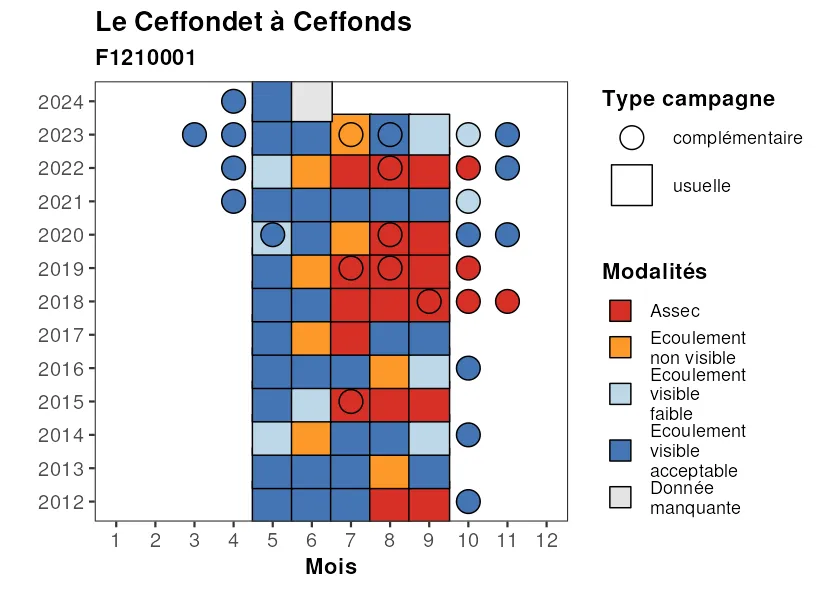 Le Ceffondet à Ceffonds
F1210001
2024
2023
2022
2021
2020
2019
2018
2017
2016
2015
2014
2013
2012
1 2 3 4 5 6 7 8 9 10 11 12
Mois
Type campagne
complémentaire
usuelle
Modalités
Assec
Ecoulement
non visible
Ecoulement
visible
faible
Ecoulement
visible
acceptable
Donnée
manquante